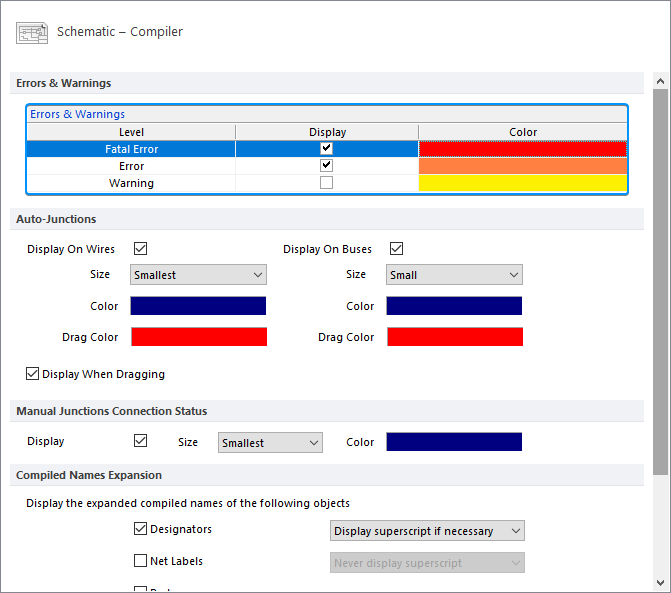 Schematic – Compiler
Errors & Warnings
Errors & Warnings
Level Display Color
Fatal Error
Error
Warning
Auto-Junctions
Display On Wires Display On Buses
Size Smallest Size Small
Color Color
Drag Color Drag Color
Display When Dragging
Manual Junctions Connection Status
Display Size Smallest Color
Compiled Names Expansion
Display the expanded compiled names of the following objects
Designators Display superscript if necessary
Net Labels Never display superscript